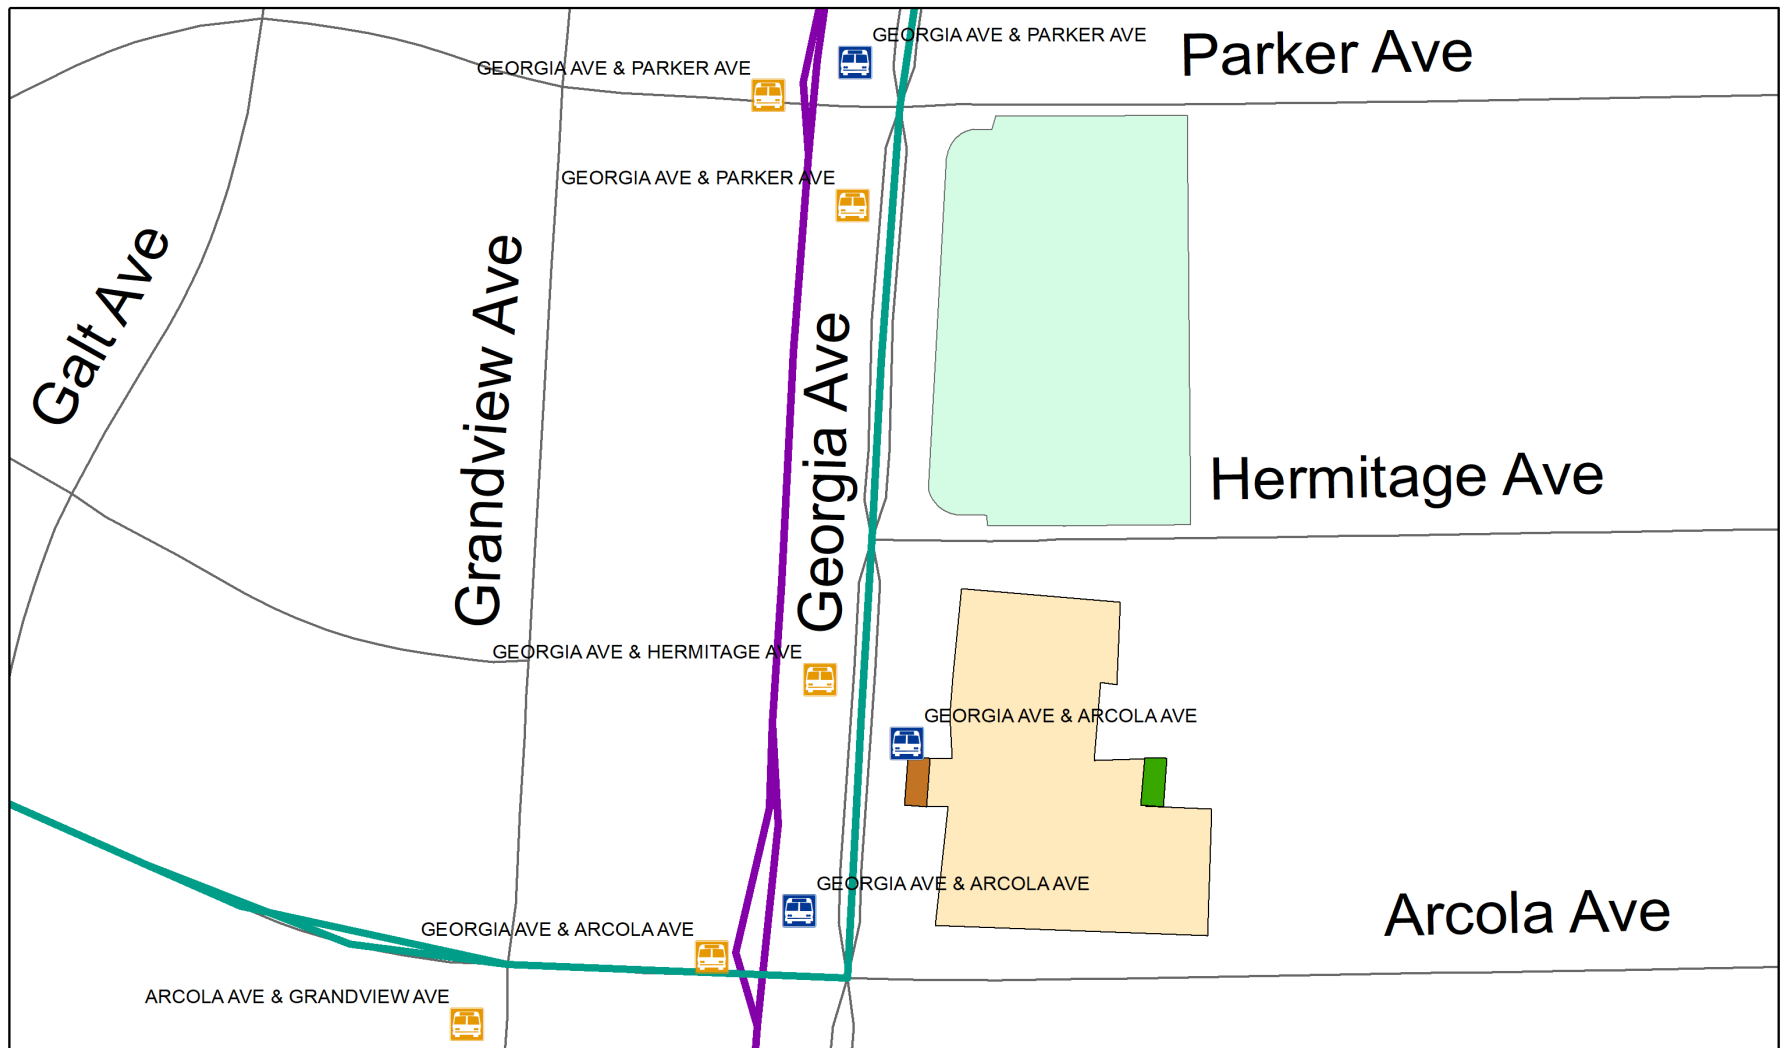 GEORGIA AVE & PARKER AVE
Parker Ave
GEORGIA AVE & PARKER AVE
GEORGIA AVE & PARKER AVE
Galt Ave
Grandview Ave
Georgia Ave
Hermitage Ave
GEORGIA AVE & HERMITAGE AVE
GEORGIA AVE & ARCOLA AVE
GEORGIA AVE & ARCOLA AVE
Arcola Ave
GEORGIA AVE & ARCOLA AVE
ARCOLA AVE & GRANDVIEW AVE